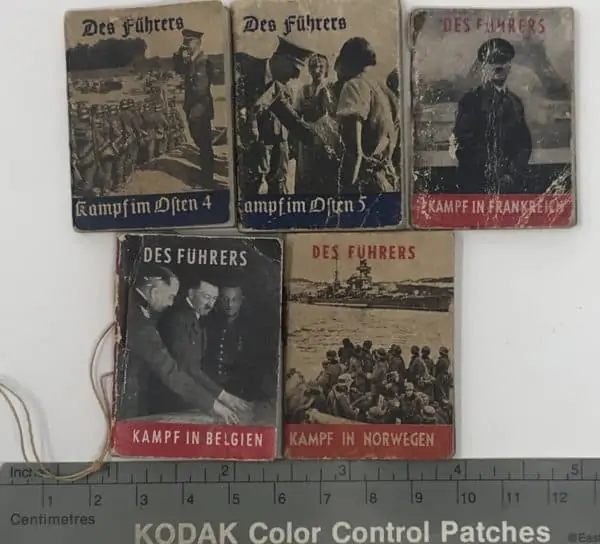 Des Führers
Kampf im Osten 4
Des Führers
ampf im Osten 5
DES FÜHRERS
KAMPF IN FRANKREICH
DES FÜHRERS
KAMPF IN BELGIEN
DES FÜHRERS
KAMPF IN NORWEGEN
Inc 1 2 3 4 5
1 2 3 4 5 6 7 8 9 10 11 12
Centimetres
KODAK Color Control Patches
©East